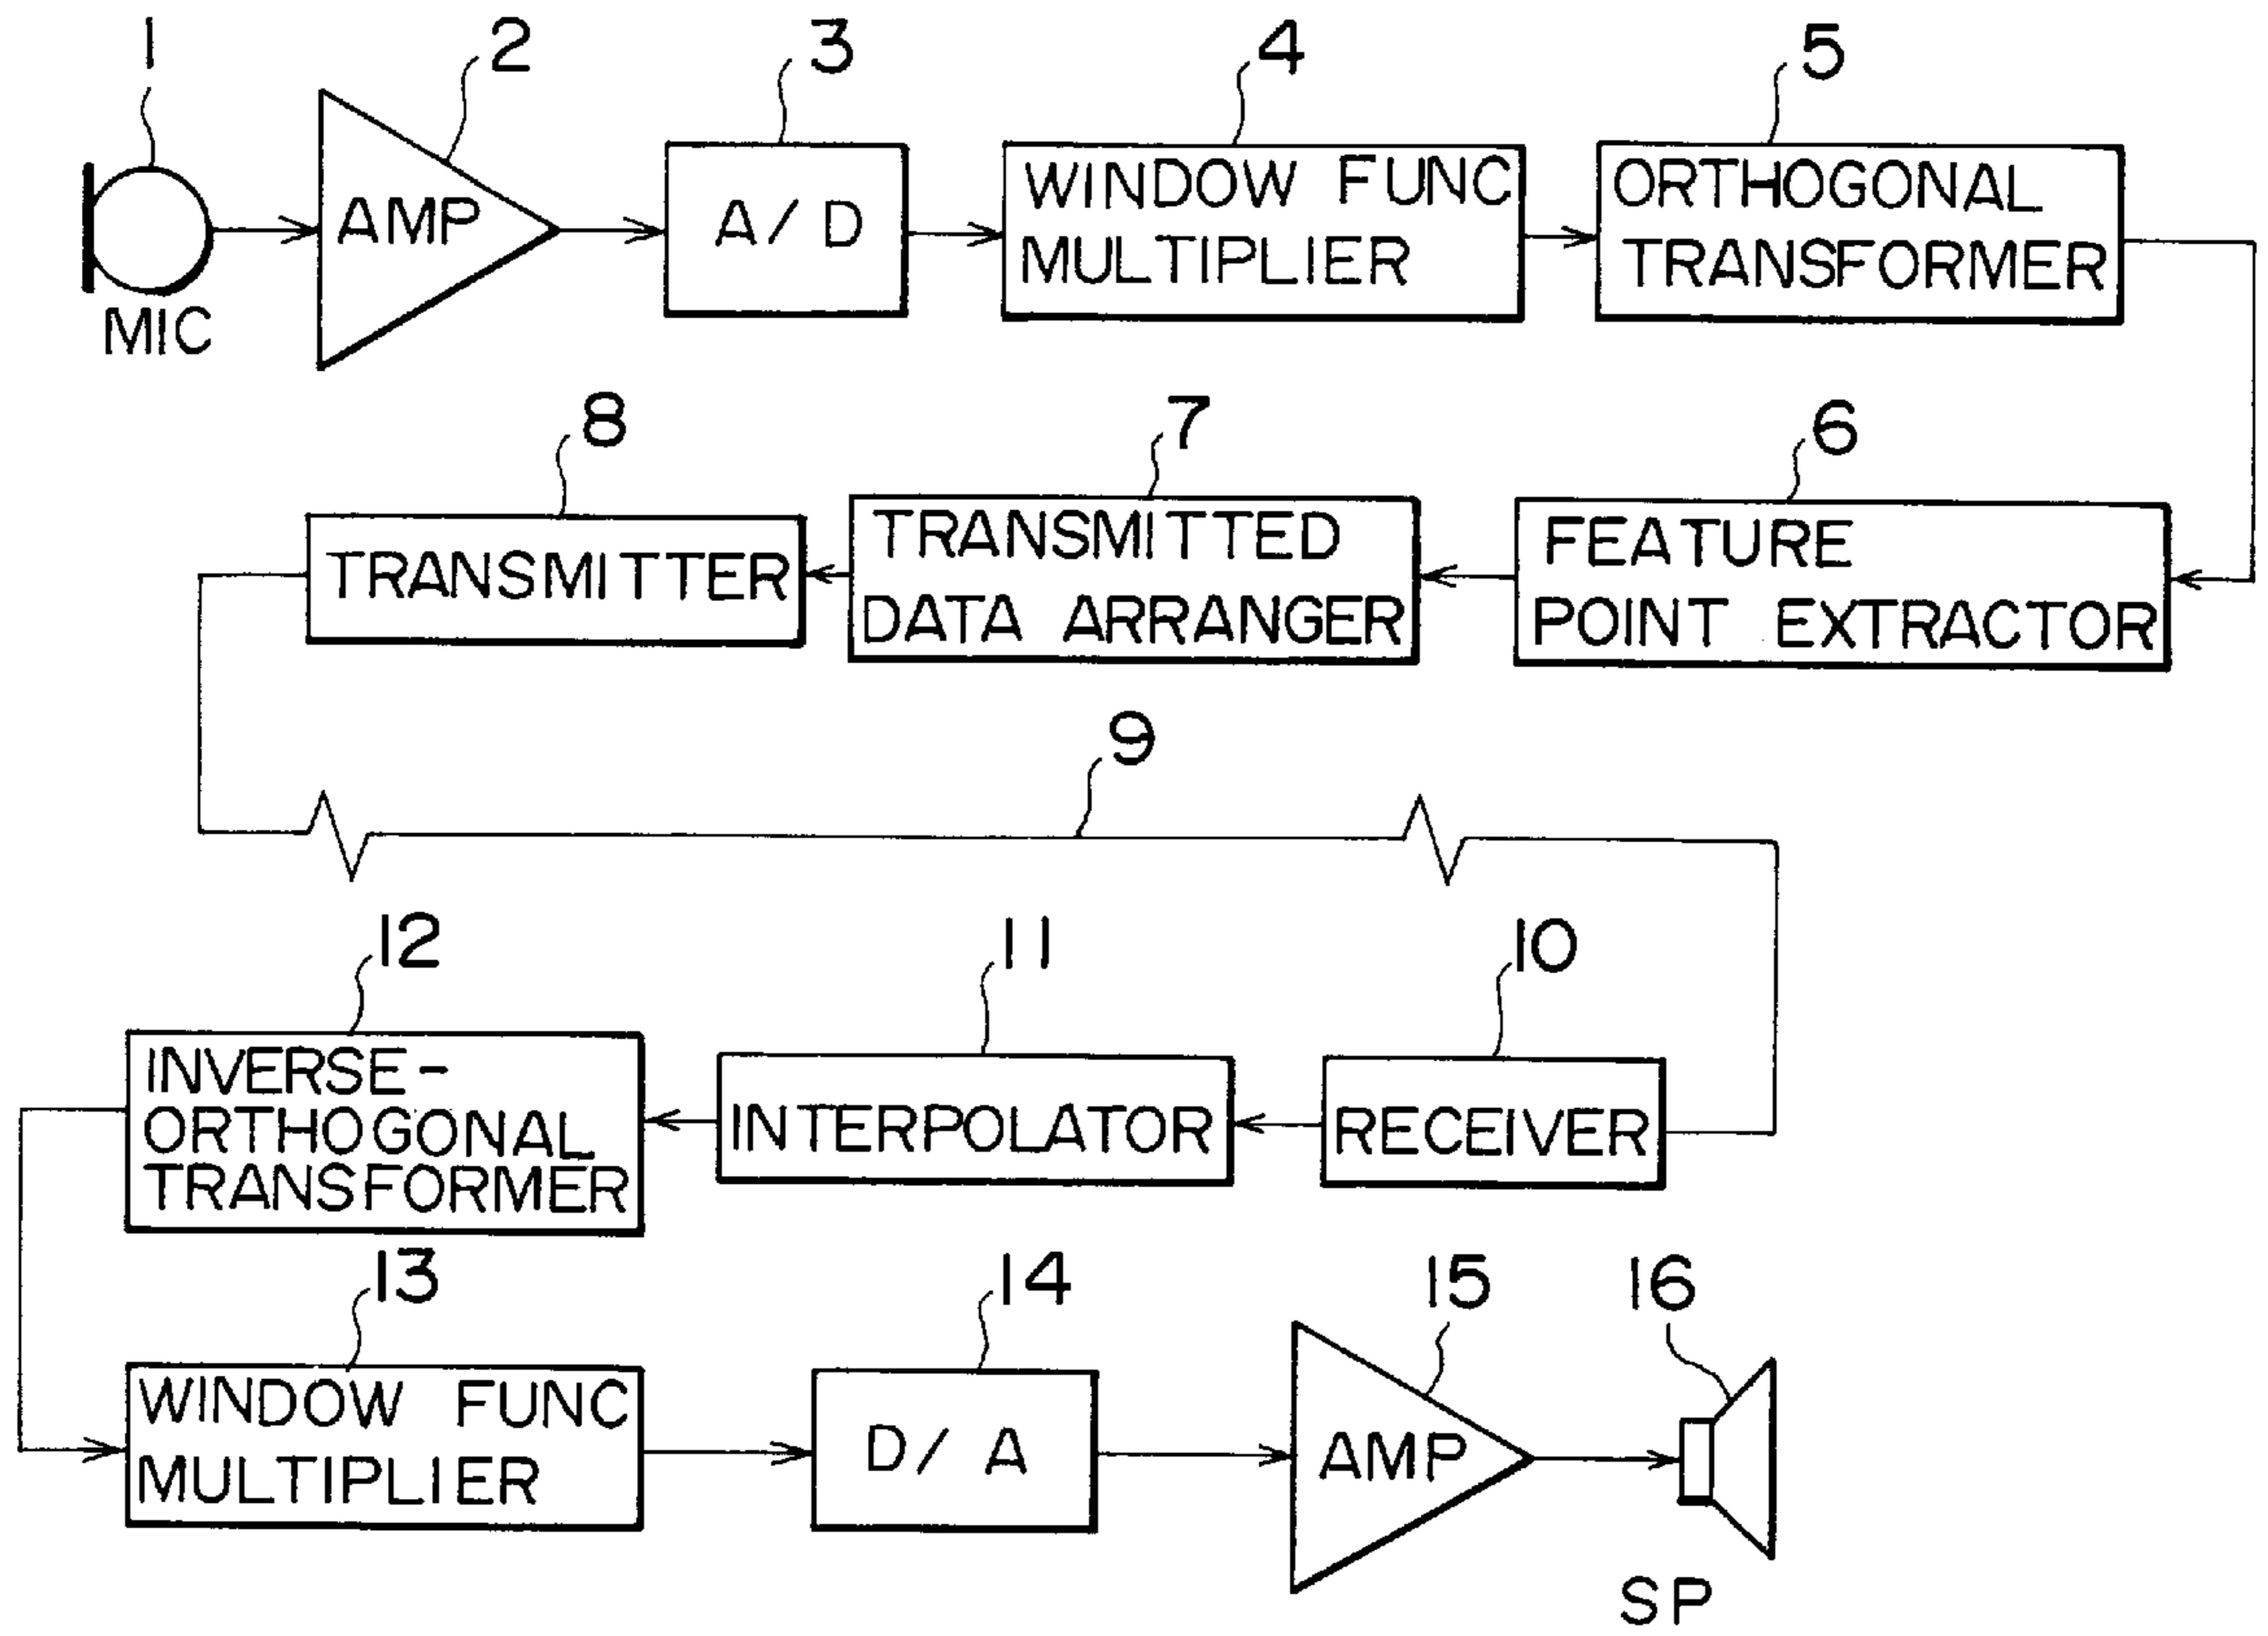 1
2
3
4
5
AMP
A/D
WINDOW FUNC
MULTIPLIER
ORTHOGONAL
TRANSFORMER
MIC
8
7
6
TRANSMITTER
TRANSMITTED
DATA ARRANGER
FEATURE
POINT EXTRACTOR
9
12
11
10
INVERSE-
ORTHOGONAL
TRANSFORMER
INTERPOLATOR
RECEIVER
13
14
15
16
WINDOW FUNC
MULTIPLIER
D/A
AMP
SP